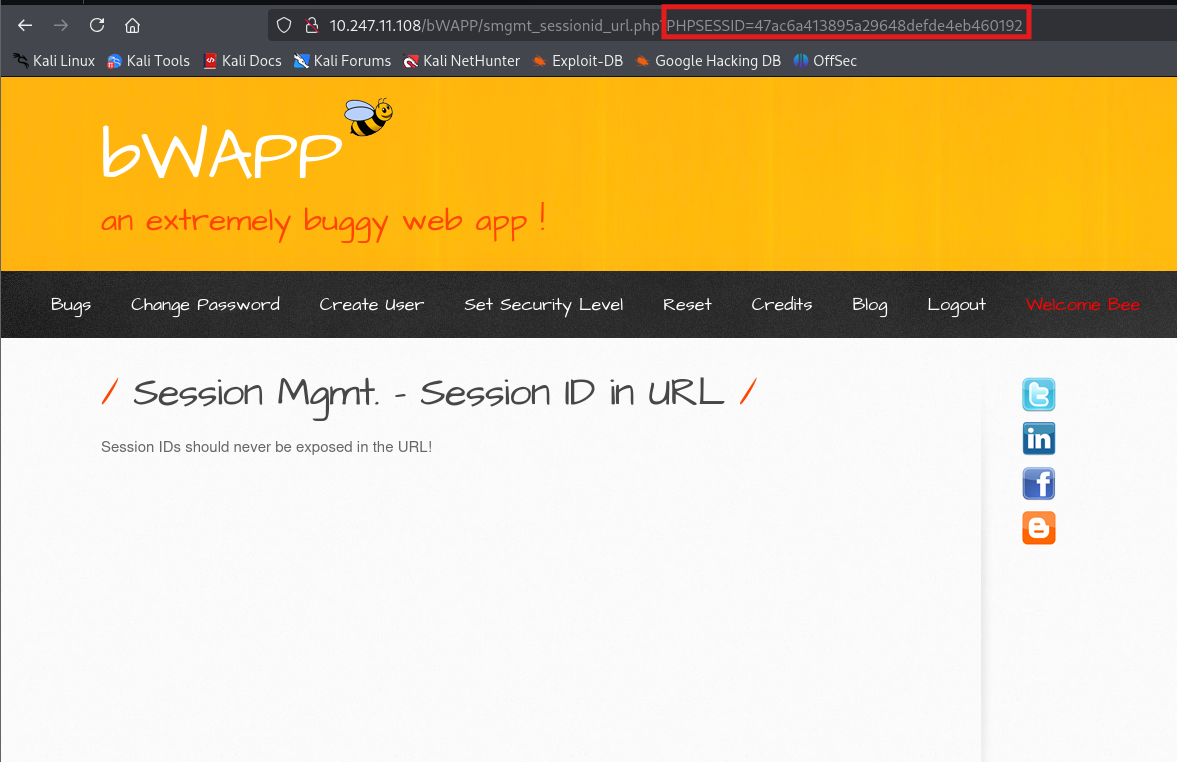 10.247.11.108/bWAPP/smgmt_sessionid_url.php?PHPSESSID=47ac6a413895a29648defde4eb460192
Kali Linux Kali Tools Kali Docs Kali Forums Kali NetHunter Exploit-DB Google Hacking DB OffSec
bWAPP
an extremely buggy web app !
Bugs Change Password Create User Set Security Level Reset Credits Blog Logout Welcome Bee
/ Session Mgmt. - Session ID in URL /
Session IDs should never be exposed in the URL!